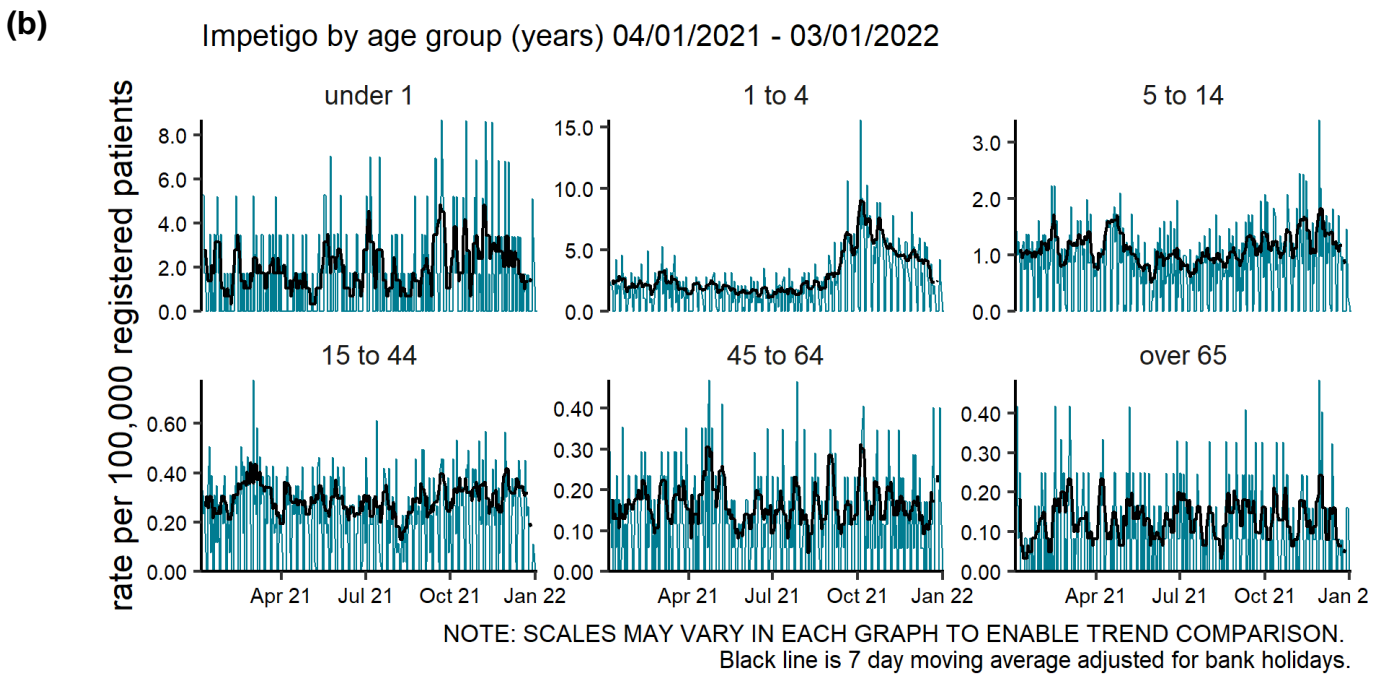 (b)
Impetigo by age group (years) 04/01/2021 - 03/01/2022
rate per 100,000 registered patients
under 1
8.0
6.0
4.0
2.0
0.0
1 to 4
15.0
10.0
5.0
0.0
5 to 14
3.0
2.0
1.0
0.0
15 to 44
0.60
0.40
0.20
0.00
Apr 21 Jul 21 Oct 21 Jan 22
45 to 64
0.40
0.30
0.20
0.10
0.00
Apr 21 Jul 21 Oct 21 Jan 22
over 65
0.40
0.30
0.20
0.10
0.00
Apr 21 Jul 21 Oct 21 Jan 2
NOTE: SCALES MAY VARY IN EACH GRAPH TO ENABLE TREND COMPARISON.
Black line is 7 day moving average adjusted for bank holidays.